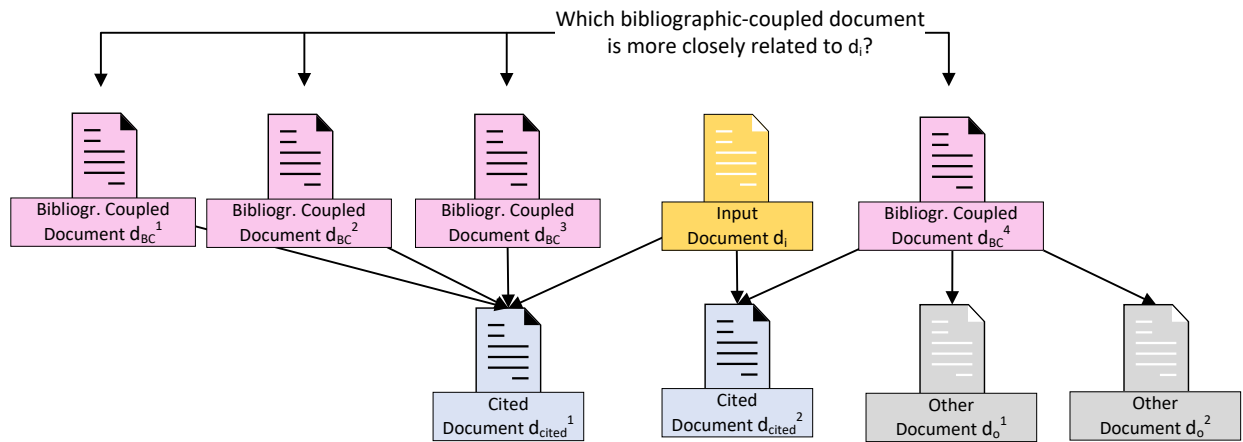 Which bibliographic-coupled document
is more closely related to dᵢ?
Bibliogr. Coupled
Document d_BC^1
Bibliogr. Coupled
Document d_BC^2
Bibliogr. Coupled
Document d_BC^3
Input
Document dᵢ
Bibliogr. Coupled
Document d_BC^4
Cited
Document d_cited^1
Cited
Document d_cited^2
Other
Document d_o^1
Other
Document d_o^2